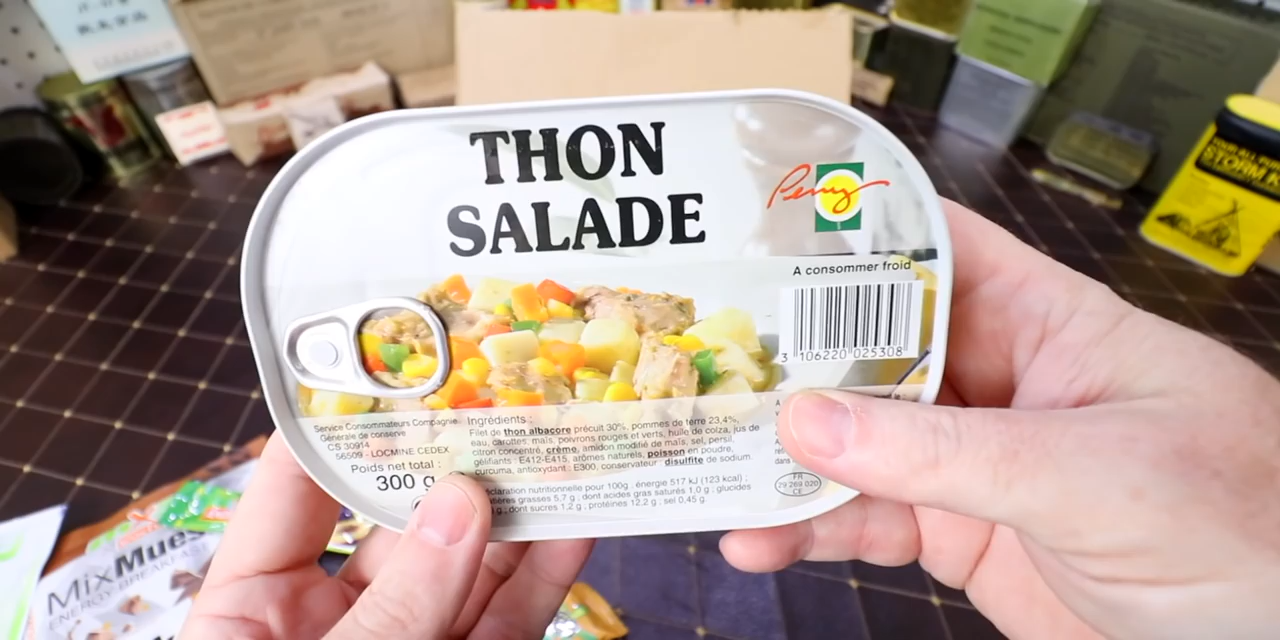 THON
SALADE
Peny
A consommer froid
3 106220 025308
Service Consommateurs Compagnie
Générale de conserve
CS 30914
56509 - LOCMINE CEDEX
Poids net total :
300 g
Ingrédients :
Filet de thon albacore précuit 30%, pommes de terre 23,4%,
eau, carottes, maïs, poivrons rouges et verts, huile de colza, jus de
citron concentré, crème, amidon modifié de maïs, sel, persil,
gélifiants : E412-E415, arômes naturels, poisson en poudre,
curcuma, antioxydant : E300, conservateur : disulfite de sodium.
déclaration nutritionnelle pour 100g : énergie 517 kJ (123 kcal) ;
matières grasses 5,7 g ; dont acides gras saturés 1,0 g ; glucides
g ; dont sucres 1,2 g ; protéines 12,2 g ; sel 0,45 g.
FR
29 269 020
CE
STORM K
MixMues
ENERGY BREAKFAST